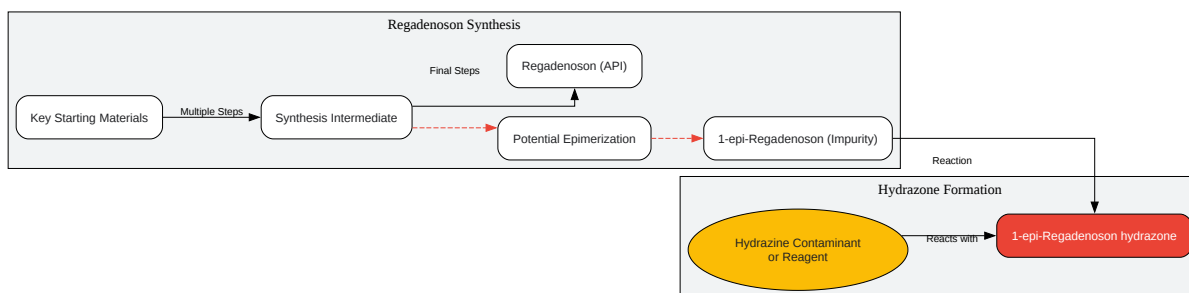 Regadenoson Synthesis
Regadenoson (API)
Final Steps
Key Starting Materials
Multiple Steps
Synthesis Intermediate
Potential Epimerization
1-epi-Regadenoson (Impurity)
Reaction
Hydrazone Formation
Hydrazine Contaminant
or Reagent
Reacts with
1-epi-Regadenoson hydrazone